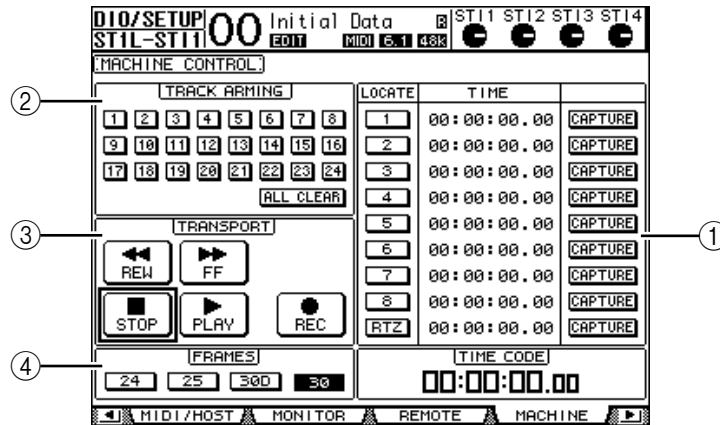 DIO/SETUP 00 Initial Data R ST1 ST2 ST3 ST4
ST1L-STI1 EDIT MIDI 6.1 48k
MACHINE CONTROL
② TRACK ARMING
1 2 3 4 5 6 7 8
9 10 11 12 13 14 15 16
17 18 19 20 21 22 23 24
ALL CLEAR
③ TRANSPORT
REW FF
STOP PLAY REC
④ FRAMES
24 25 30D 30
LOCATE TIME
1 00:00:00.00 CAPTURE
2 00:00:00.00 CAPTURE
3 00:00:00.00 CAPTURE
4 00:00:00.00 CAPTURE
5 00:00:00.00 CAPTURE
6 00:00:00.00 CAPTURE
7 00:00:00.00 CAPTURE
8 00:00:00.00 CAPTURE
RTZ 00:00:00.00 CAPTURE
①
TIME CODE
00:00:00.00
MIDI/HOST MONITOR REMOTE MACHINE